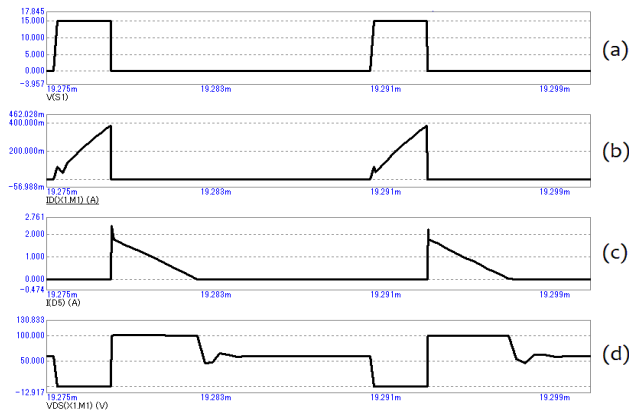 17.845
15.000
10.000
5.000
0.000
-3.957
19.275m 19.283m 19.291m 19.299m
V(S1)
(a)
462.028m
400.000m
200.000m
-56.988m
19.275m 19.283m 19.291m 19.299m
ID(X1.M1) (A)
(b)
2.761
2.000
1.000
0.000
-0.474
19.275m 19.283m 19.291m 19.299m
I(D5) (A)
(c)
130.833
100.000
50.000
-12.917
19.275m 19.283m 19.291m 19.299m
VDS(X1.M1) (V)
(d)